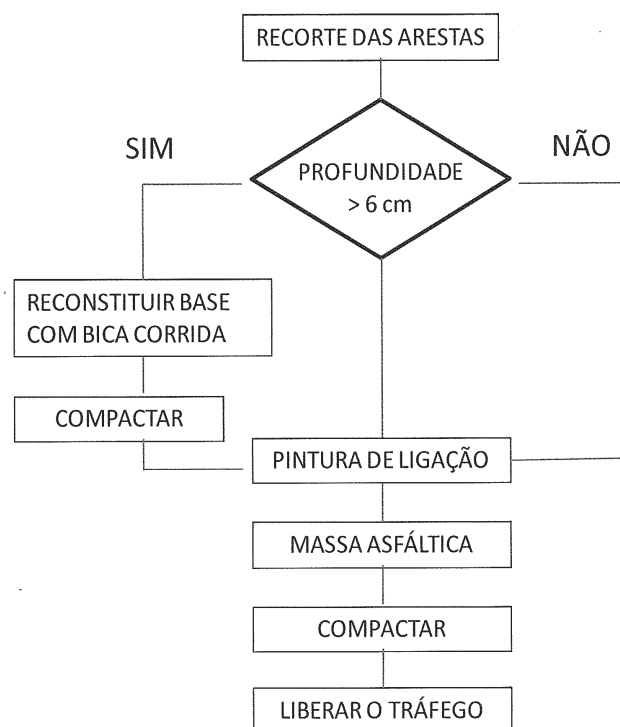 RECORTE DAS ARESTAS
SIM
NÃO
PROFUNDIDADE
> 6 cm
RECONSTITUIR BASE
COM BICA CORRIDA
COMPACTAR
PINTURA DE LIGAÇÃO
MASSA ASFÁLTICA
COMPACTAR
LIBERAR O TRÁFEGO